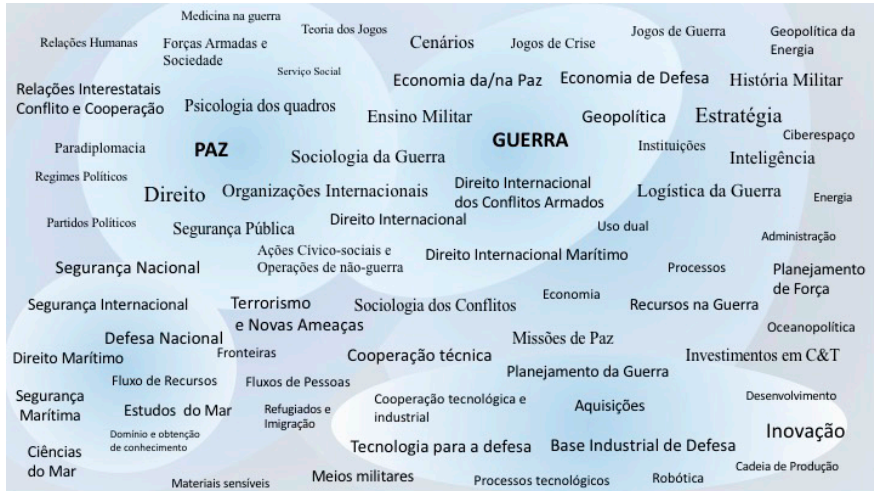 Medicina na guerra
Teoria dos Jogos
Jogos de Guerra
Geopolítica da
Energia
Relações Humanas
Forças Armadas e
Sociedade
Cenários
Jogos de Crise
Serviço Social
Relações Interestatais
Conflito e Cooperação
Economia da/na Paz
Economia de Defesa
História Militar
Psicologia dos quadros
Ensino Militar
Geopolítica
Estratégia
Ciberespaço
Paradiplomacia
PAZ
GUERRA
Instituições
Sociologia da Guerra
Inteligência
Regimes Políticos
Direito
Organizações Internacionais
Direito Internacional
dos Conflitos Armados
Logística da Guerra
Energia
Partidos Políticos
Segurança Pública
Direito Internacional
Uso dual
Administração
Ações Cívico-sociais e
Operações de não-guerra
Direito Internacional Marítimo
Segurança Nacional
Processos
Planejamento
de Força
Segurança Internacional
Terrorismo
e Novas Ameaças
Sociologia dos Conflitos
Economia
Recursos na Guerra
Defesa Nacional
Missões de Paz
Oceanopolítica
Direito Marítimo
Fronteiras
Cooperação técnica
Investimentos em C&T
Planejamento da Guerra
Fluxo de Recursos
Fluxos de Pessoas
Segurança
Marítima
Estudos do Mar
Refugiados e
Imigração
Cooperação tecnológica e
industrial
Aquisições
Desenvolvimento
Domínio e obtenção
de conhecimento
Inovação
Ciências
do Mar
Tecnologia para a defesa
Base Industrial de Defesa
Cadeia de Produção
Materiais sensíveis
Meios militares
Processos tecnológicos
Robótica